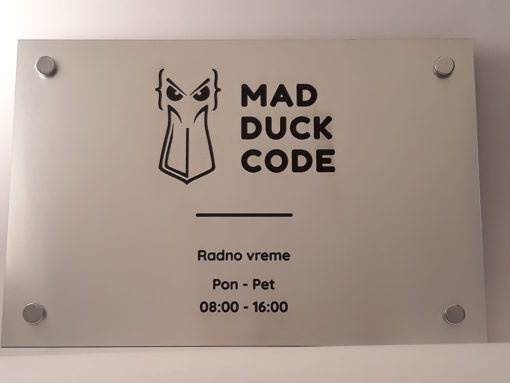 MAD
DUCK
CODE
Radno vreme
Pon - Pet
08:00 - 16:00